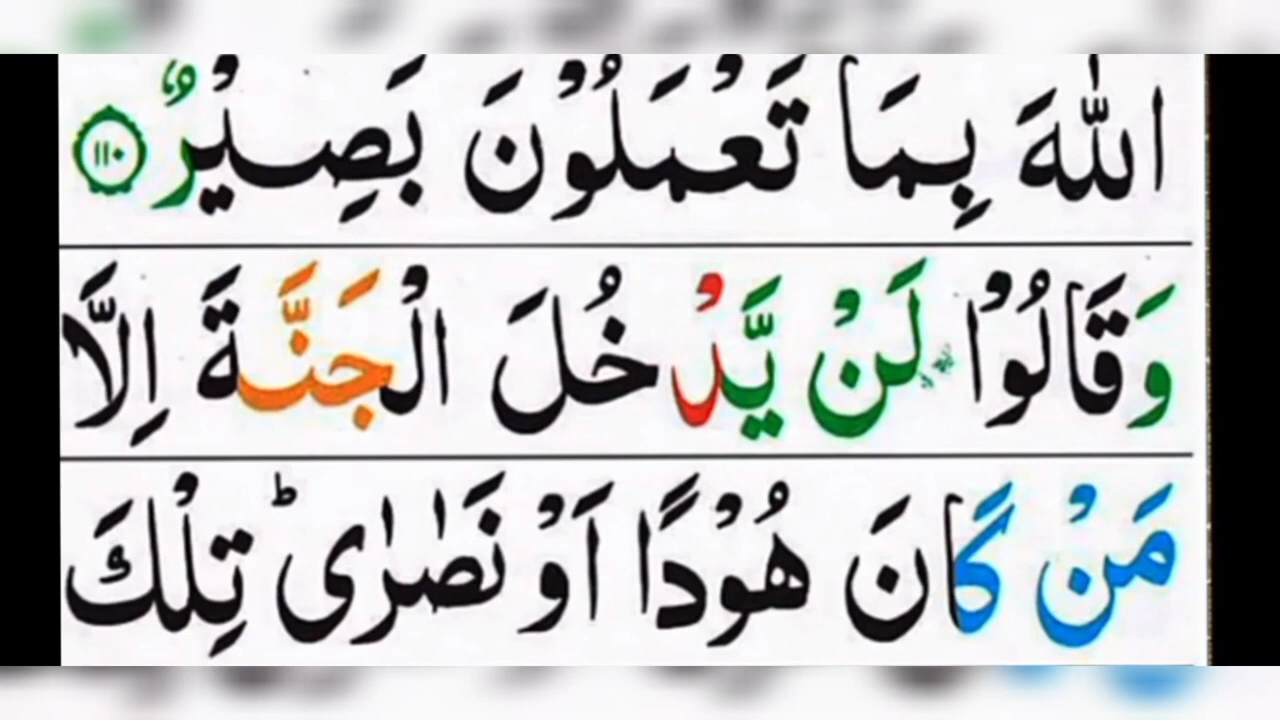 اللّٰهَ بِمَا تَعْمَلُوْنَ بَصِيْرٌ ١١٠
وَقَالُوْا لَنْ يَّدْخُلَ الْجَنَّةَ اِلَّا
مَنْ كَانَ هُوْدًا اَوْ نَصٰرٰى ؕ تِلْكَ